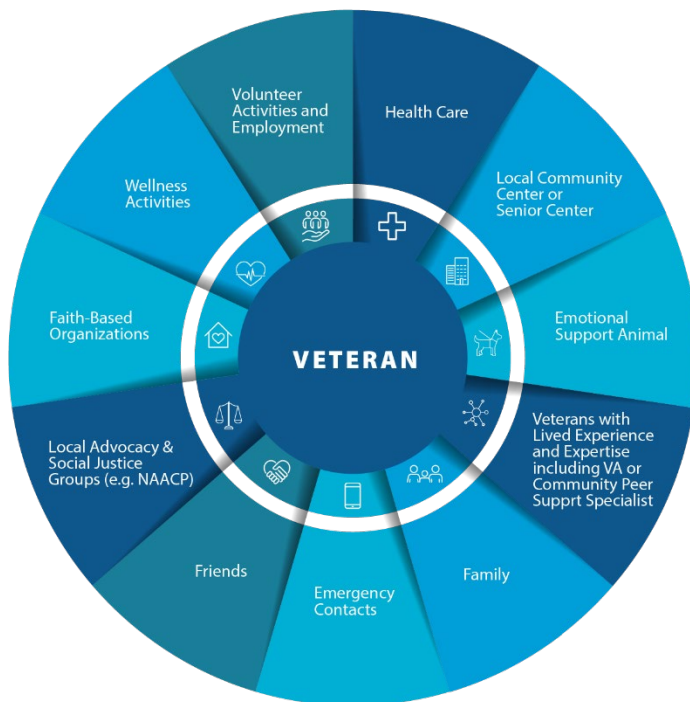 Volunteer
Activities and
Employment
Health Care
Local Community
Center or
Senior Center
Emotional
Support Animal
Veterans with
Lived Experience
and Expertise
including VA or
Community Peer
Supprt Specialist
Family
Emergency
Contacts
Friends
Local Advocacy &
Social Justice
Groups (e.g. NAACP)
Faith-Based
Organizations
Wellness
Activities
VETERAN